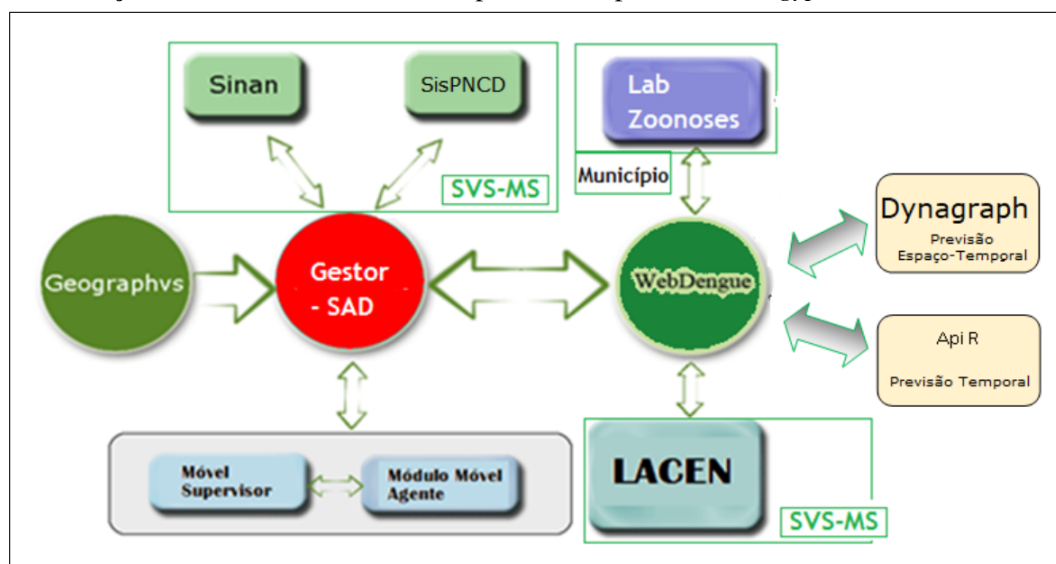 Sinan
SisPNCD
SVS-MS
Lab
Zoonoses
Município
Geographvs
Gestor
- SAD
WebDengue
Dynagraph
Previsão
Espaço-Temporal
Api R
Previsão Temporal
Móvel
Supervisor
Módulo Móvel
Agente
LACEN
SVS-MS